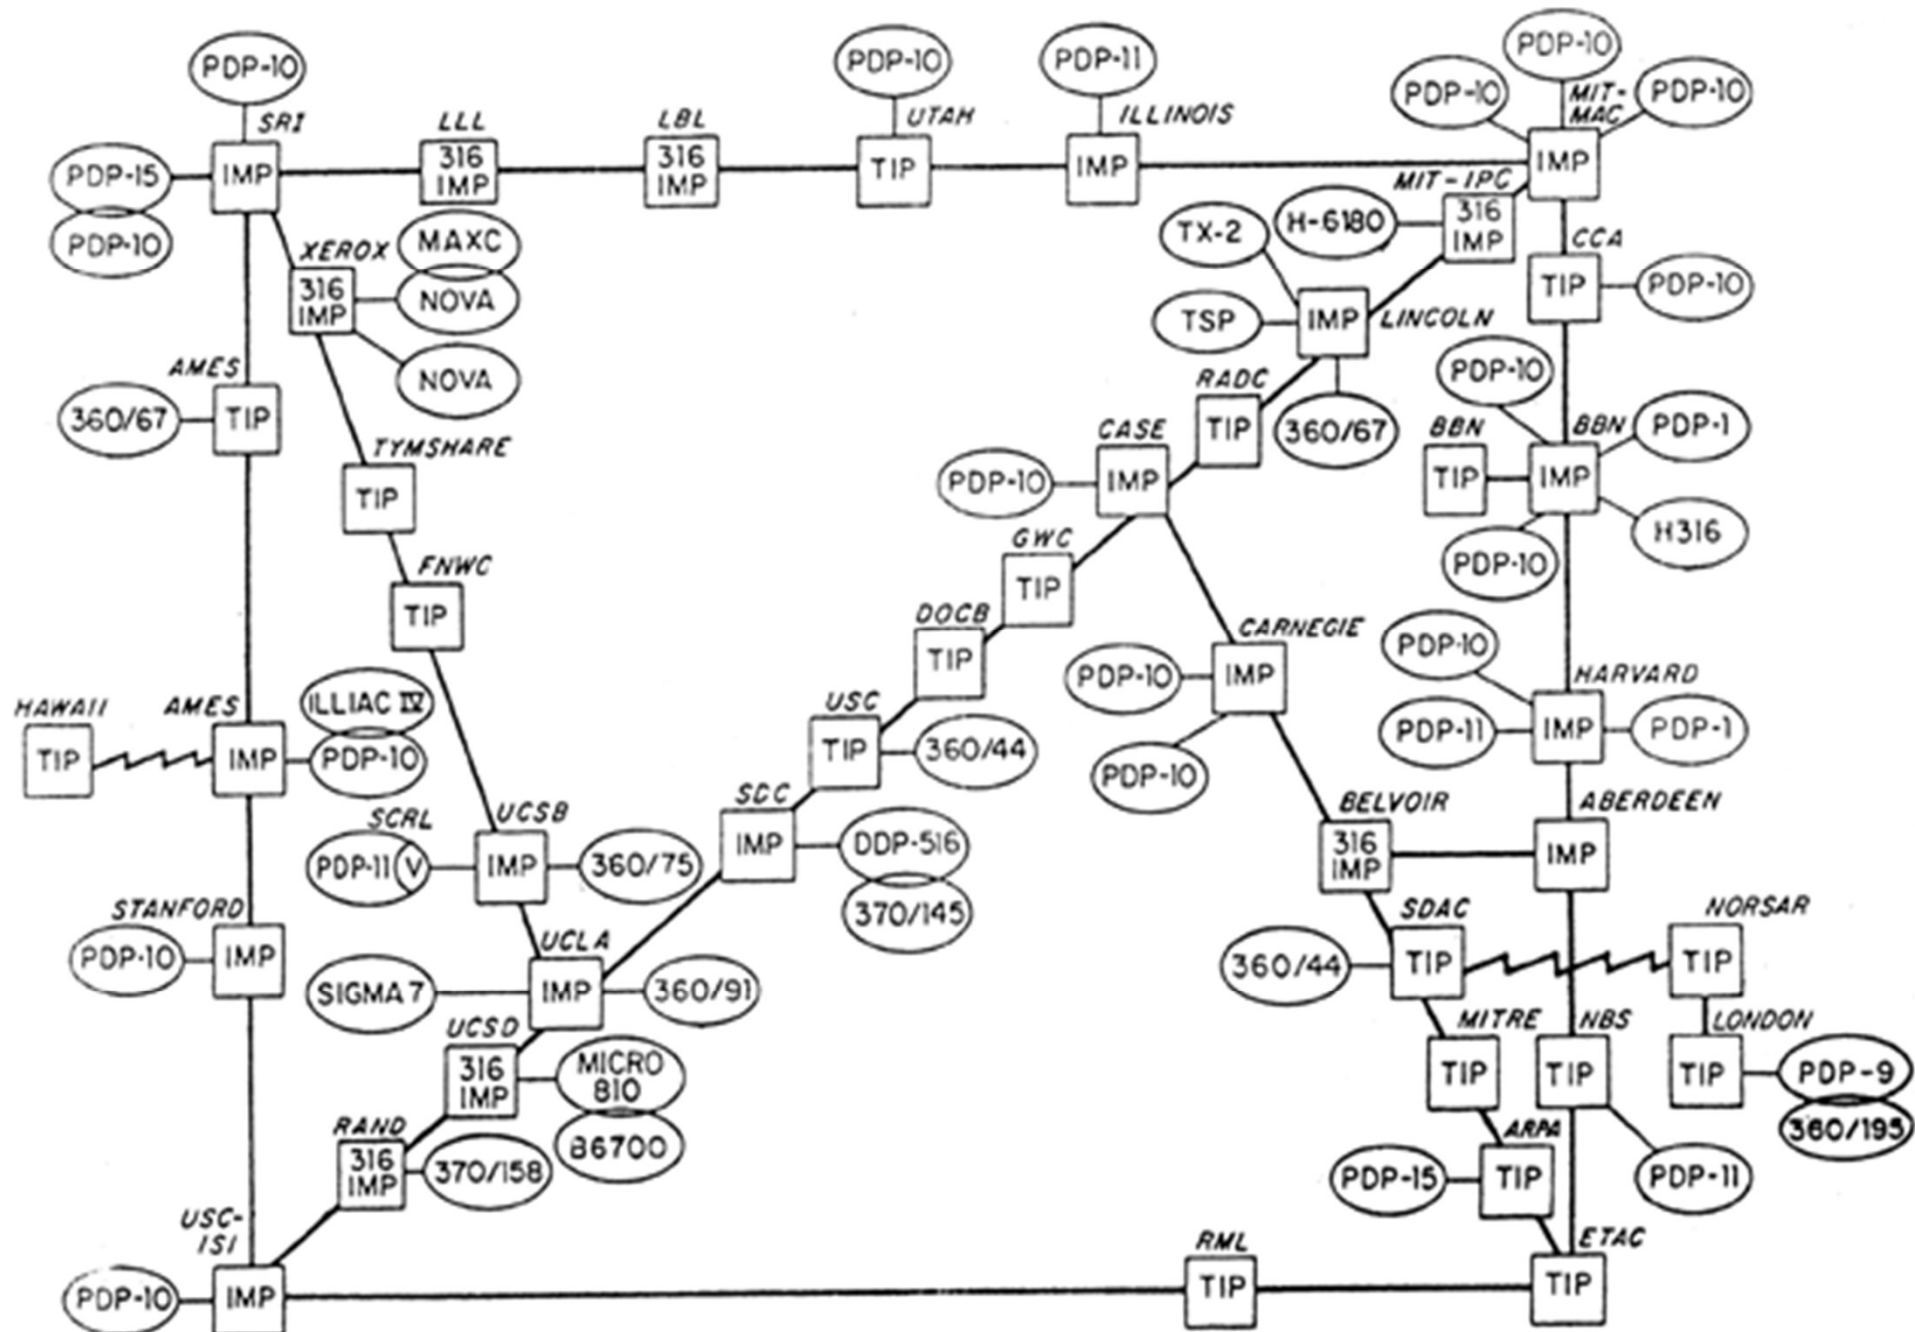 PDP-10
PDP-10
PDP-11
PDP-10
PDP-10
PDP-10
SRI
LLL
LBL
UTAH
ILLINOIS
MIT-
MAC
PDP-15
IMP
316
IMP
316
IMP
TIP
IMP
IMP
PDP-10
XEROX
MAXC
316
IMP
NOVA
NOVA
TX-2
H-6180
MIT-IPC
316
IMP
CCA
TIP
PDP-10
TSP
IMP
LINCOLN
AMES
360/67
TIP
RADC
TIP
360/67
PDP-10
BBN
TIP
BBN
IMP
PDP-1
H316
PDP-10
TYMSHARE
TIP
CASE
PDP-10
IMP
FNWC
TIP
GWC
TIP
DOCB
TIP
CARNEGIE
PDP-10
IMP
PDP-10
PDP-10
HARVARD
PDP-11
IMP
PDP-1
HAWAII
TIP
AMES
IMP
ILLIAC IV
PDP-10
USC
TIP
360/44
SDC
IMP
DDP-516
370/145
SCRL
PDP-11
V
UCSB
IMP
360/75
BELVOIR
316
IMP
ABERDEEN
IMP
STANFORD
PDP-10
IMP
UCLA
SIGMA 7
IMP
360/91
SDAC
360/44
TIP
NORSAR
TIP
UCSD
316
IMP
MICRO
810
B6700
MITRE
TIP
NBS
TIP
LONDON
TIP
PDP-9
360/195
RAND
316
IMP
370/158
ARPA
PDP-15
TIP
PDP-11
USC-
ISI
PDP-10
IMP
RML
TIP
ETAC
TIP